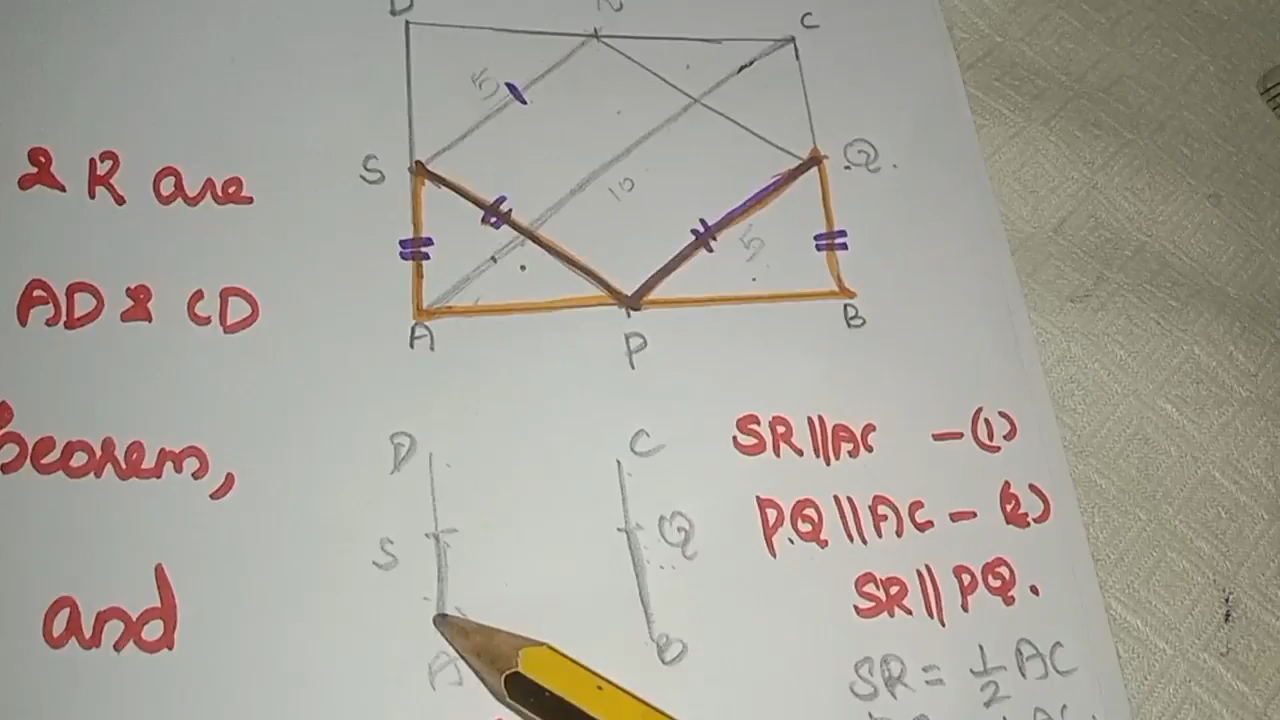 C
5
S
Q.
2 R are
10
5
AD & CD
A
P
B
D
C
SR||AC - (1)
theorem,
S
Q
PQ||AC - (2)
and
SR||PQ.
A
B
SR = 1/2 AC